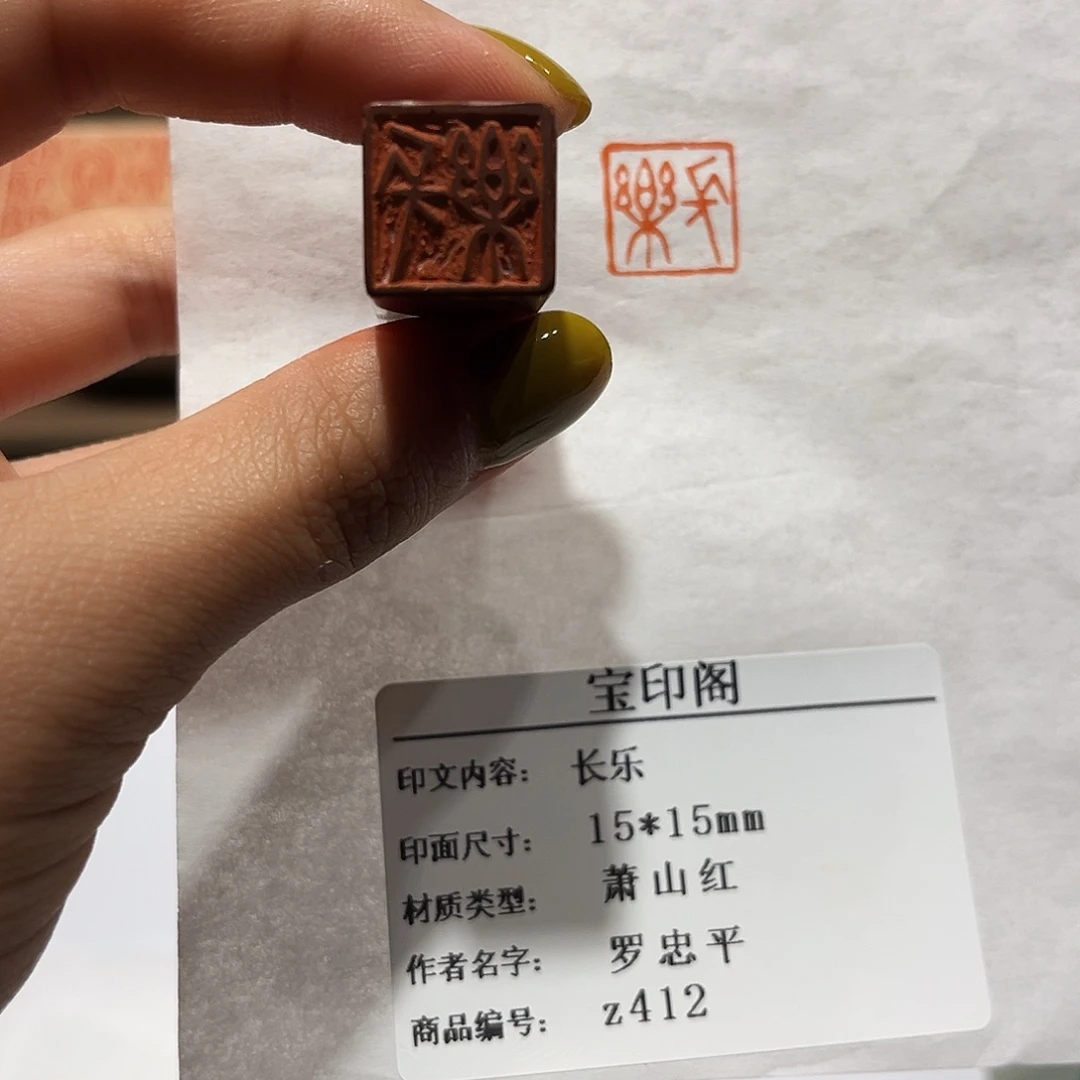 宝印阁
印文内容： 长乐
印面尺寸： 15*15mm
材质类型： 萧山红
作者名字： 罗忠平
商品编号： z412